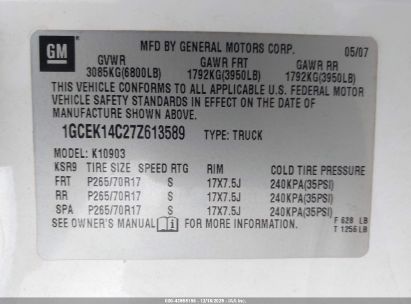 GM
MFD BY GENERAL MOTORS CORP.
05/07
GVWR GAWR FRT GAWR RR
3085KG(6800LB) 1792KG(3950LB) 1792KG(3950LB)
THIS VEHICLE CONFORMS TO ALL APPLICABLE U.S. FEDERAL MOTOR
VEHICLE SAFETY STANDARDS IN EFFECT ON THE DATE OF
MANUFACTURE SHOWN ABOVE.
1GCEK14C27Z613589 TYPE: TRUCK
MODEL: K10903
KSR9 TIRE SIZE SPEED RTG RIM COLD TIRE PRESSURE
FRT P265/70R17 S 17X7.5J 240KPA(35PSI)
RR P265/70R17 S 17X7.5J 240KPA(35PSI)
SPA P265/70R17 S 17X7.5J 240KPA(35PSI)
SEE OWNER'S MANUAL FOR MORE INFORMATION.
F 628 LB
T 1256LB